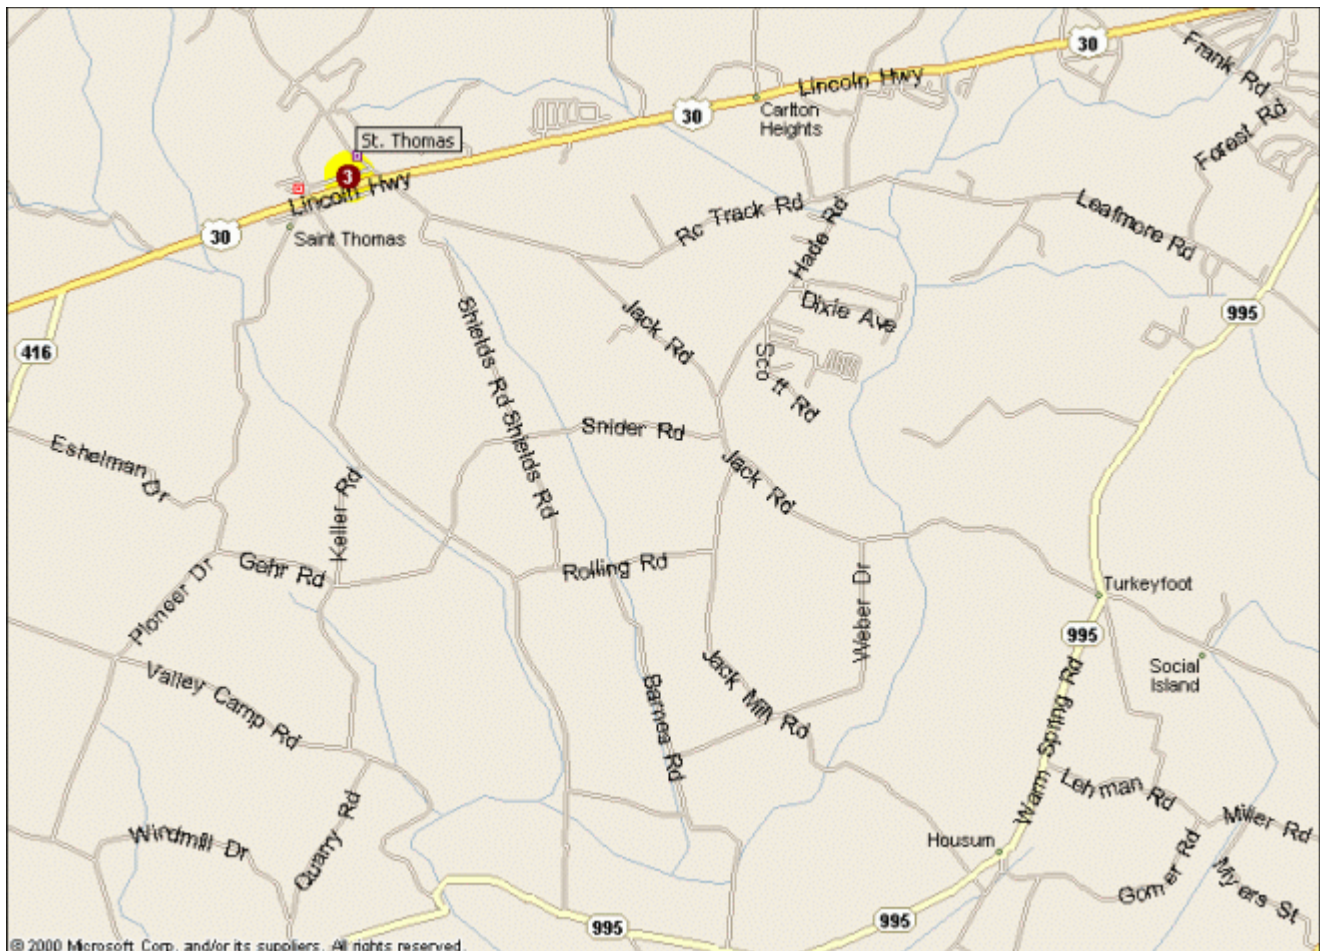 30
Frank Rd
Lincoln Hwy
30
Carlton
Heights
Forest Rd
St. Thomas
3
Lincoln Hwy
30
Saint Thomas
Rc Track Rd
Hade Rd
Leafmore Rd
Dixie Ave
995
416
Shields Rd
Jack Rd
Scott Rd
Shields Rd
Snider Rd
Eshelman Dr
Keller Rd
Jack Rd
Gehr Rd
Rolling Rd
Pioneer Dr
Weber Dr
Turkeyfoot
995
Social
Island
Valley Camp Rd
Jack Mill Rd
Barnes Rd
Warm Spring Rd
Lehman Rd
Quarry Rd
Windmill Dr
Housum
Miller Rd
Gomer Rd
Myers St
995
995
© 2000 Microsoft Corp. and/or its suppliers. All rights reserved.